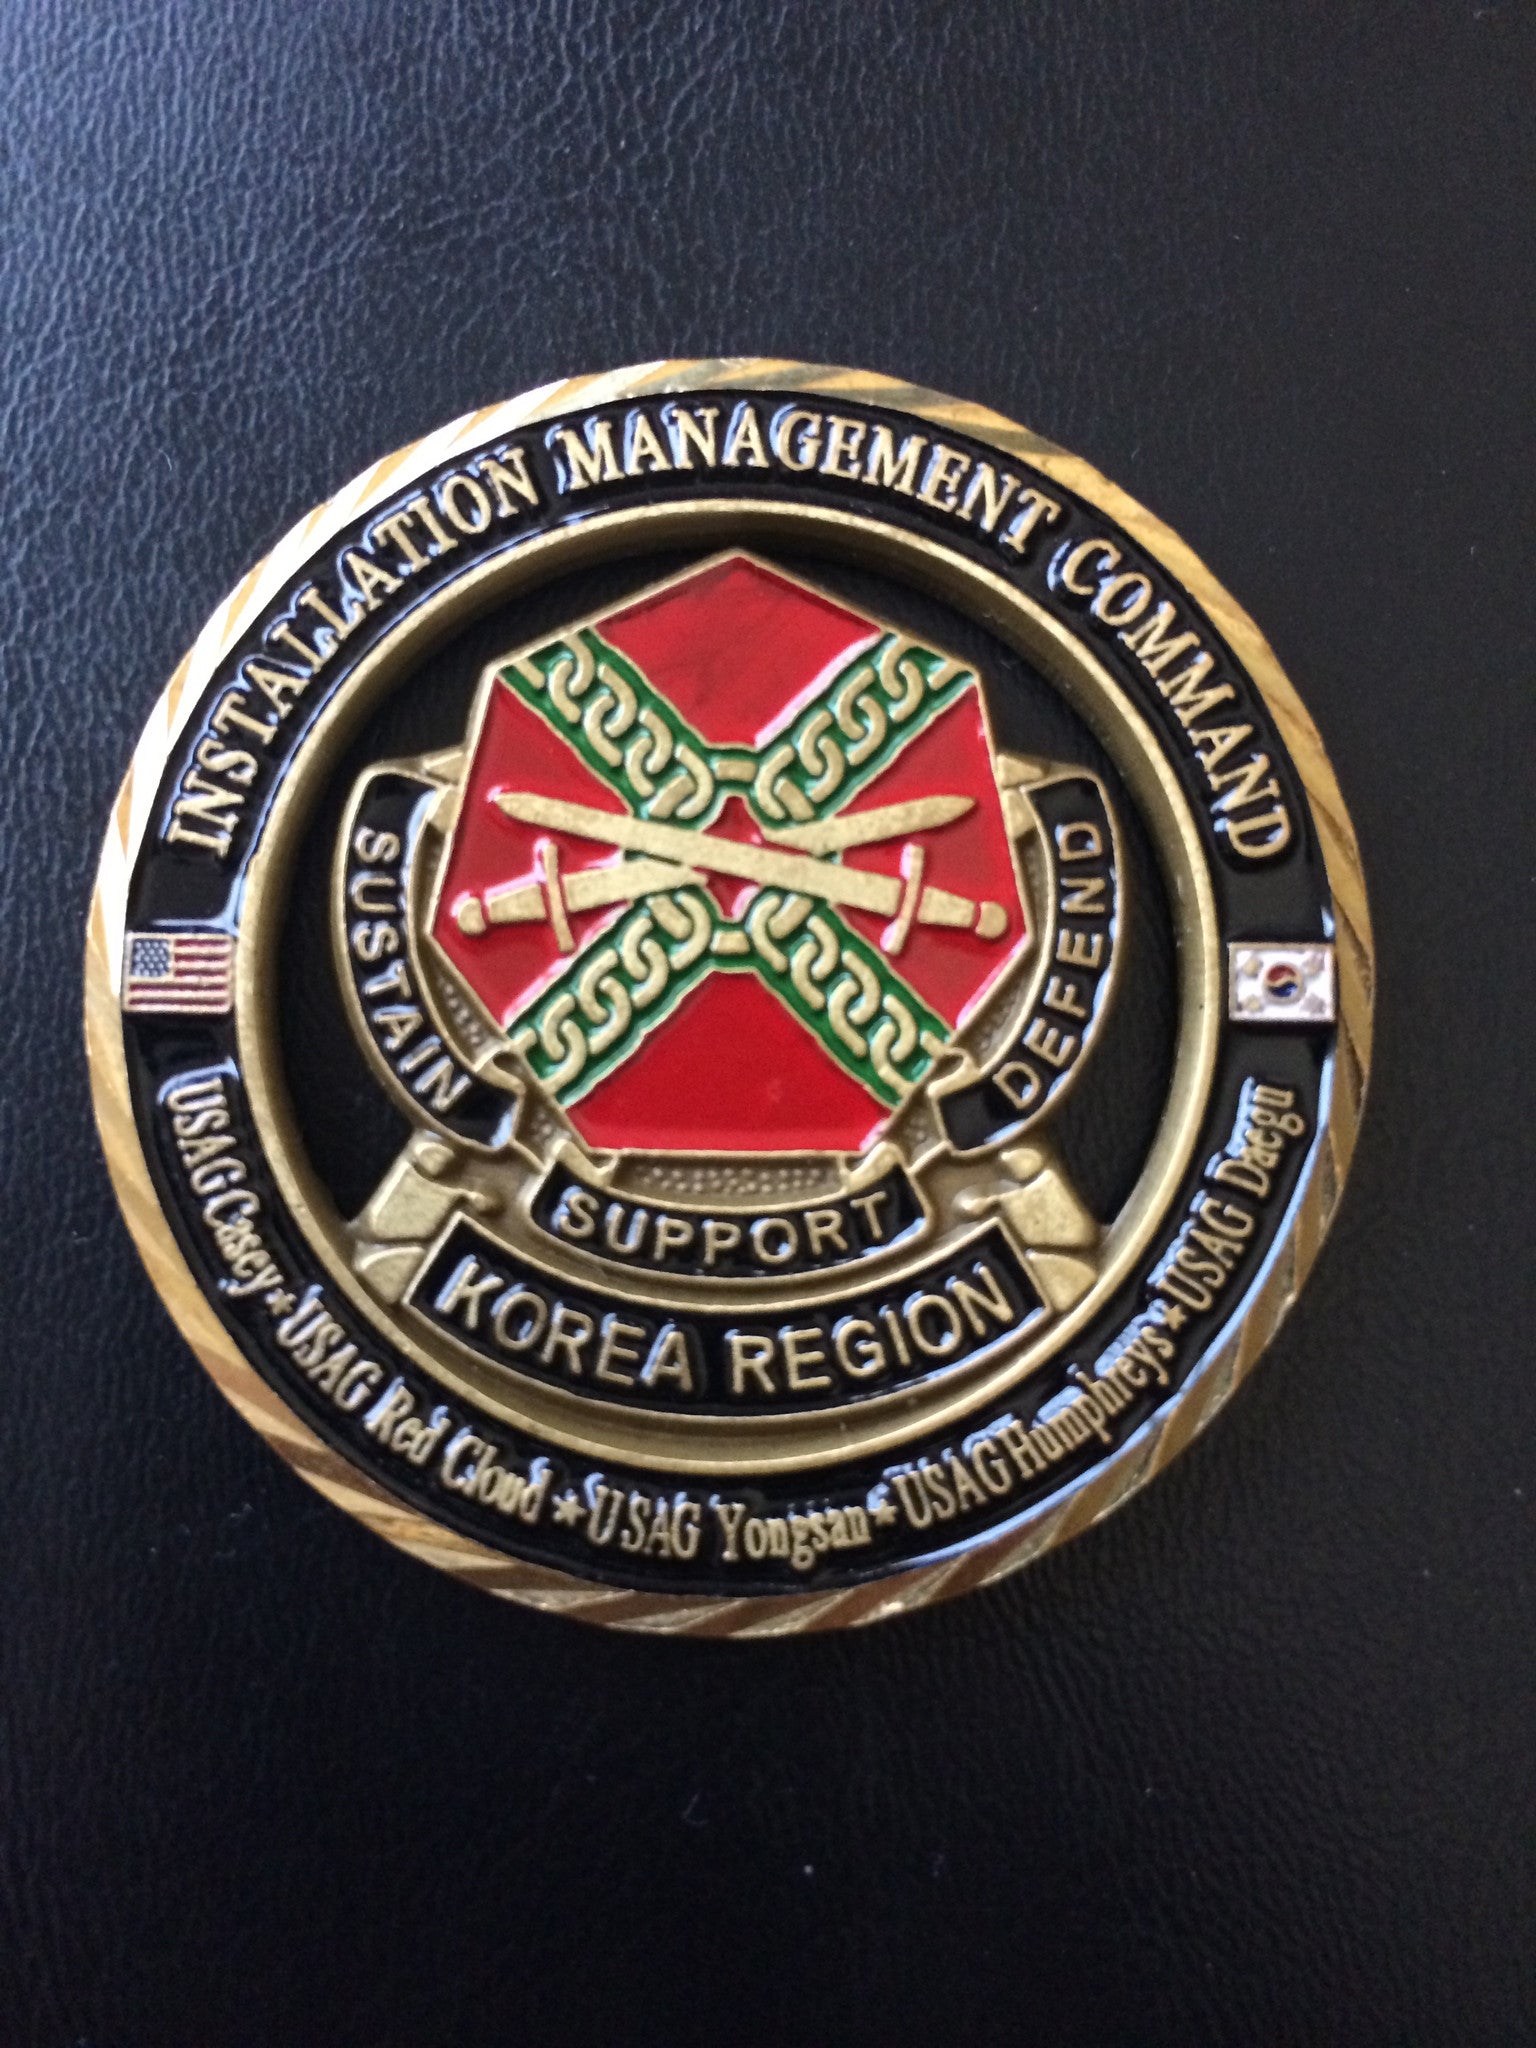 INSTALLATION MANAGEMENT COMMAND
SUSTAIN
SUPPORT
DEFEND
KOREA REGION
USAG Casey ★ USAG Red Cloud ★ USAG Yongsan ★ USAG Humphreys ★ USAG Daegu